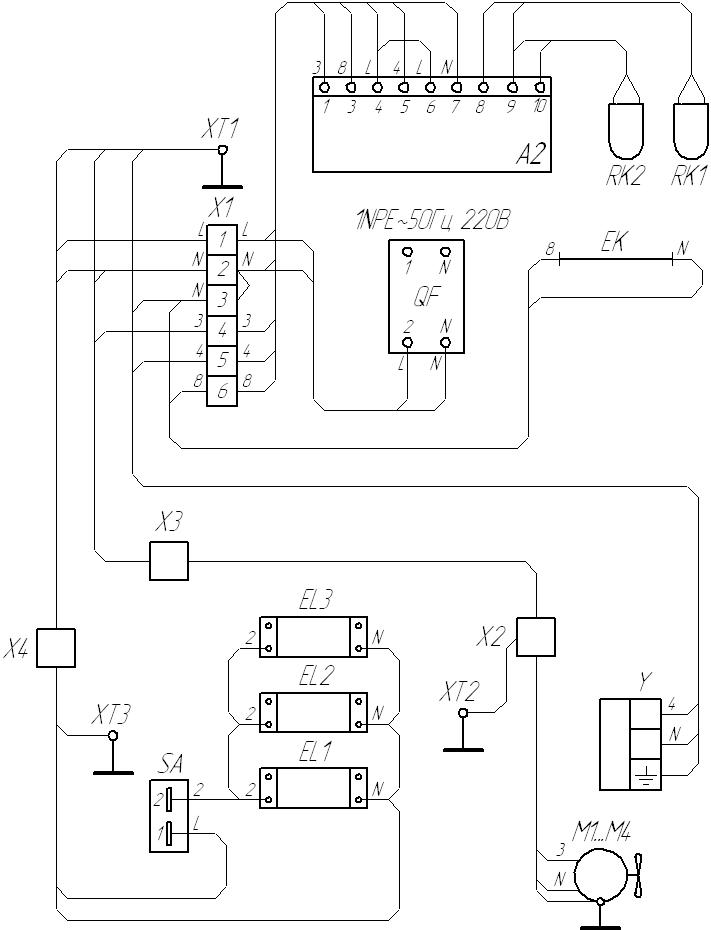 3 8 L 4 L N
1 3 4 5 6 7 8 9 10
A2
RK2 RK1
XT1
X1
1NPE~50Гц 220В
L 1 L
N 2 N
N 3
3 4 3
4 5 4
8 6 8
1 N
QF
2 N
L N
8 EK N
X3
X4
EL3
2 N
X2
EL2
2 N
XT2
XT3
Y
4
N
EL1
2 N
SA
2 2
1 L
M1...M4
3
N